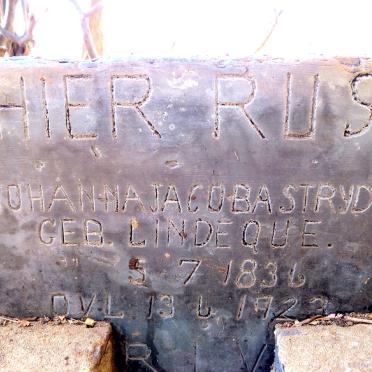 HIER RUS
JOHANNA JACOBA STRYD
GEB. LINDEQUE.
5 7 1836
OVL 13 6 1922
R I V